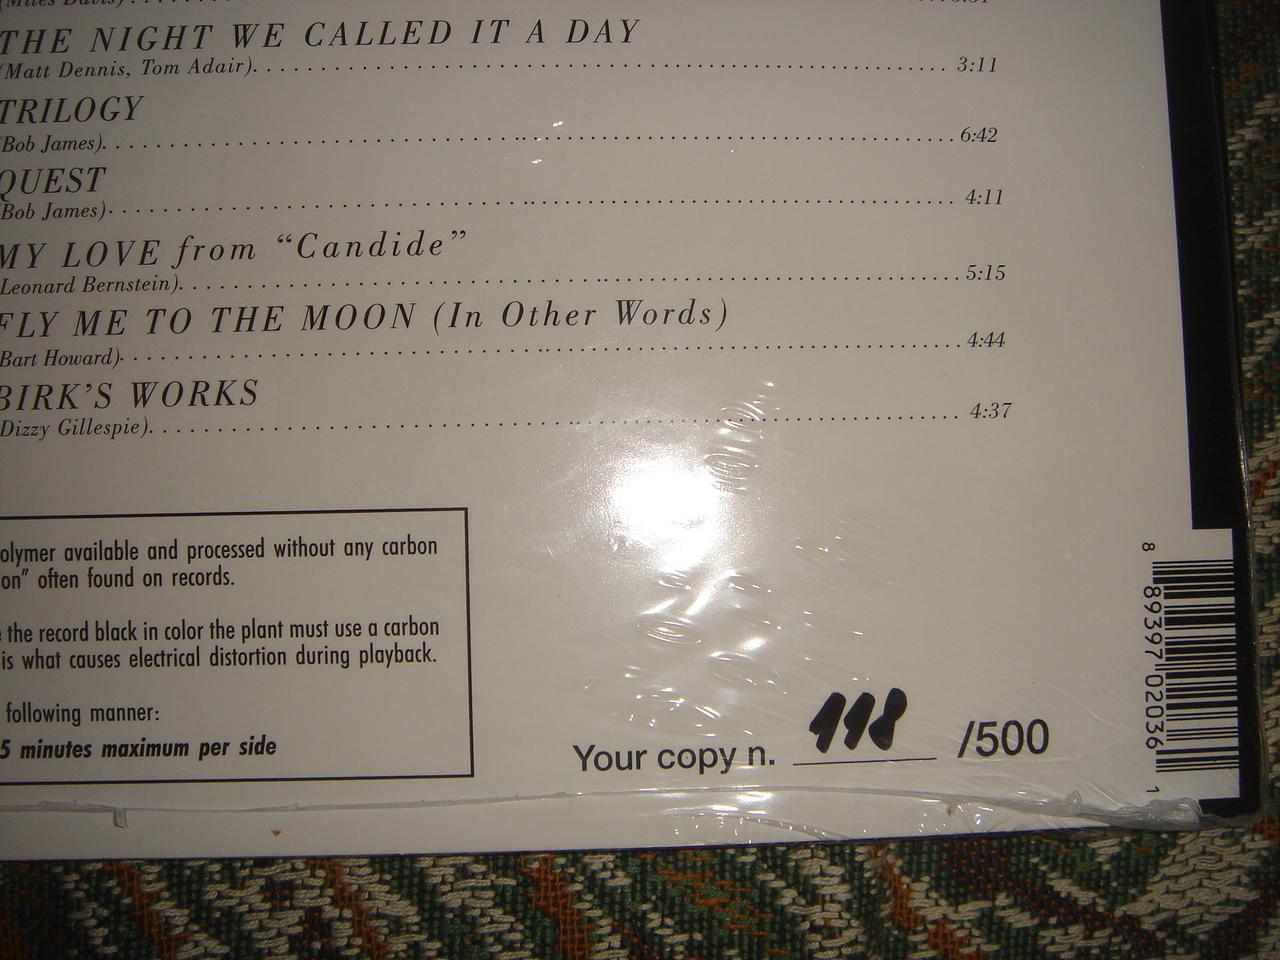 (Miles Davis)
THE NIGHT WE CALLED IT A DAY
(Matt Dennis, Tom Adair). . . . . 3:11
TRILOGY
(Bob James). . . . . 6:42
QUEST
(Bob James). . . . . 4:11
MY LOVE from “Candide”
(Leonard Bernstein). . . . . 5:15
FLY ME TO THE MOON (In Other Words)
(Bart Howard). . . . . 4:44
BIRK’S WORKS
(Dizzy Gillespie). . . . . 4:37
olymer available and processed without any carbon
on” often found on records.
the record black in color the plant must use a carbon
is what causes electrical distortion during playback.
following manner:
5 minutes maximum per side
Your copy n. 118 /500
8 89397 02036 1